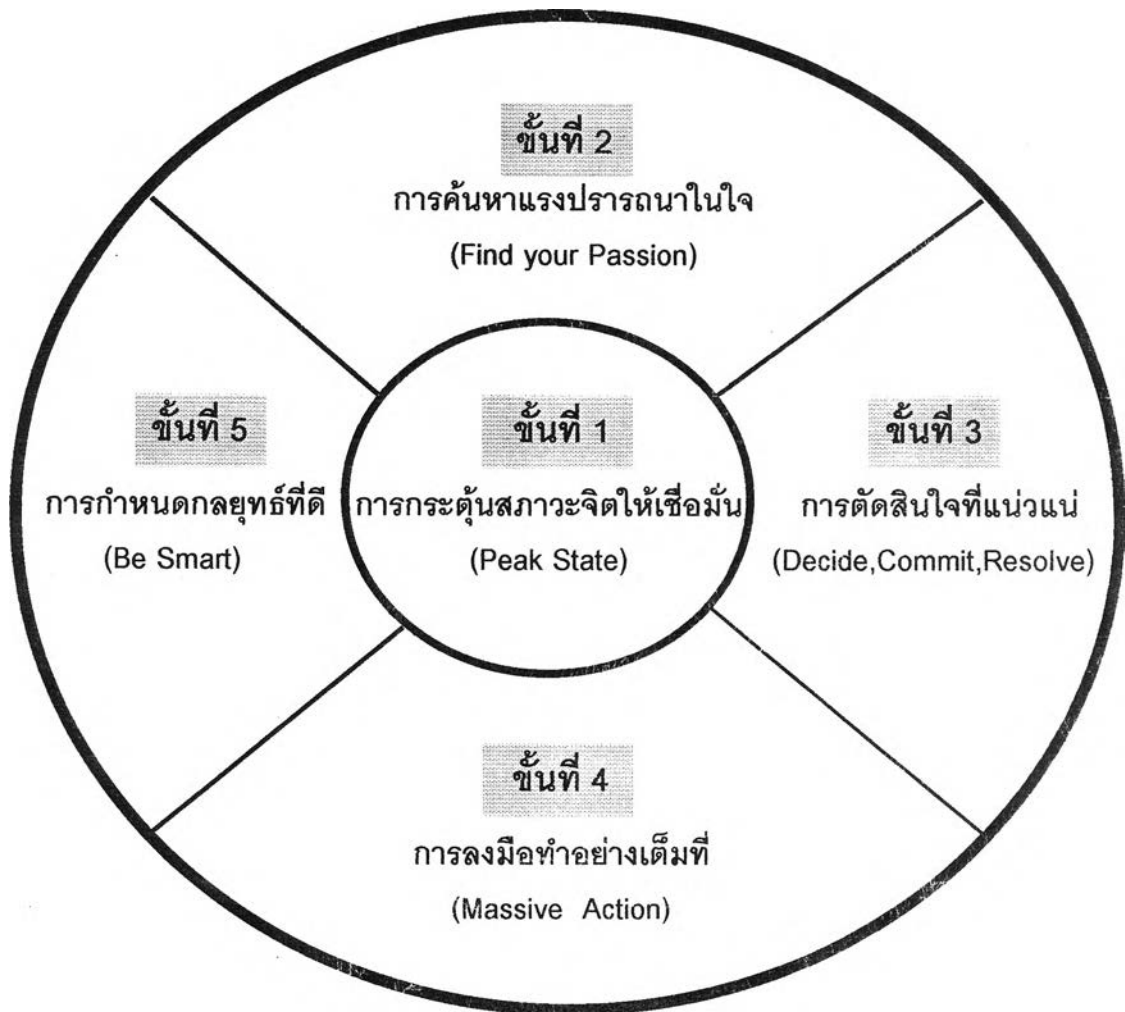 ขั้นที่ 2
การค้นหาแรงปรารถนาในใจ
(Find your Passion)
ขั้นที่ 5
การกำหนดกลยุทธ์ที่ดี
(Be Smart)
ขั้นที่ 1
การกระตุ้นสภาวะจิตให้เชื่อมั่น
(Peak State)
ขั้นที่ 3
การตัดสินใจที่แน่วแน่
(Decide,Commit,Resolve)
ขั้นที่ 4
การลงมือทำอย่างเต็มที่
(Massive Action)